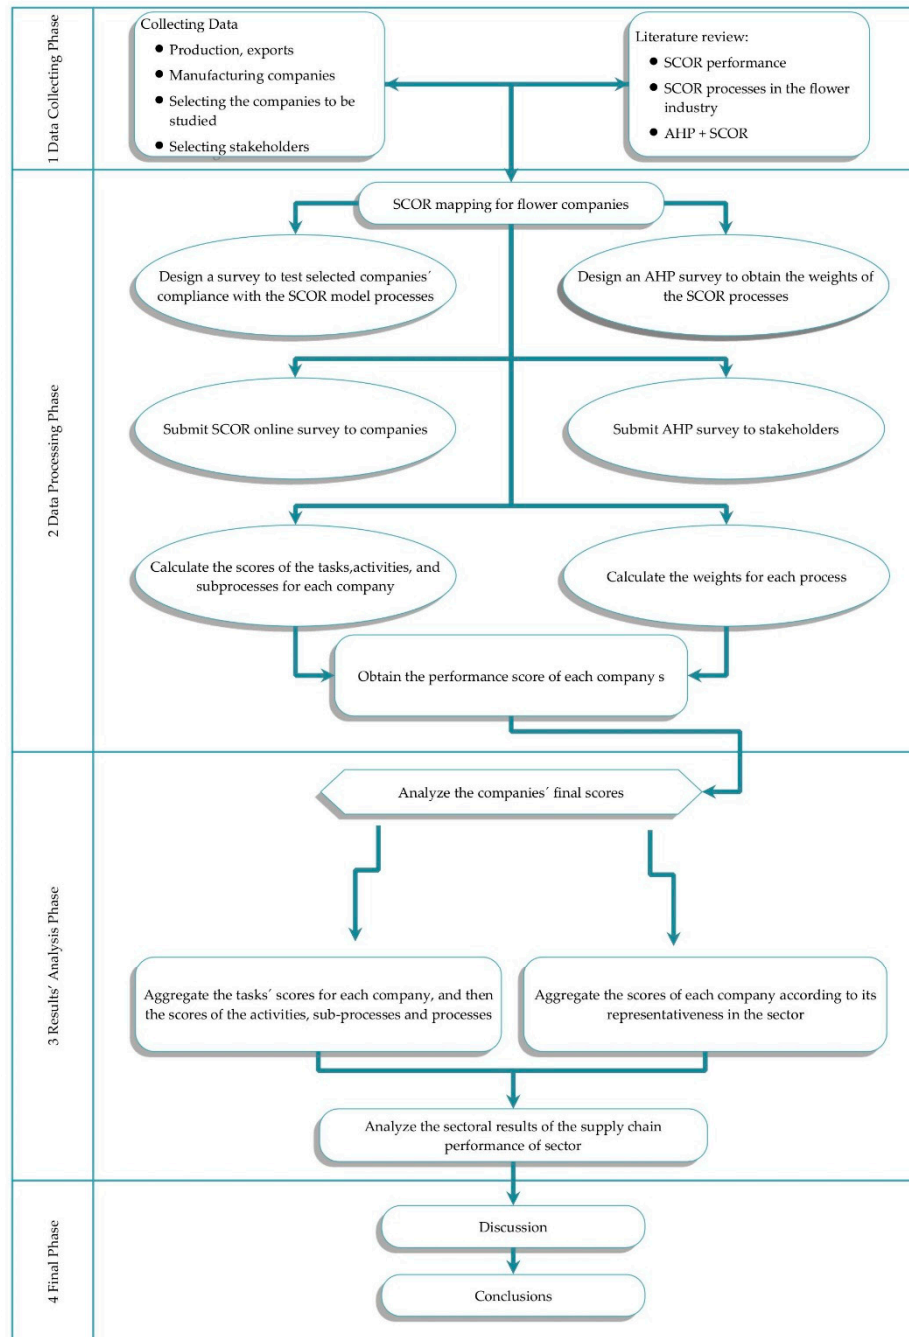 1 Data Collecting Phase
Collecting Data
● Production, exports
● Manufacturing companies
● Selecting the companies to be
studied
● Selecting stakeholders
Literature review:
● SCOR performance
● SCOR processes in the flower
industry
● AHP + SCOR
2 Data Processing Phase
SCOR mapping for flower companies
Design a survey to test selected companies´
compliance with the SCOR model processes
Design an AHP survey to obtain the weights of
the SCOR processes
Submit SCOR online survey to companies
Submit AHP survey to stakeholders
Calculate the scores of the tasks,activities, and
subprocesses for each company
Calculate the weights for each process
Obtain the performance score of each company s
3 Results’ Analysis Phase
Analyze the companies´ final scores
Aggregate the tasks´ scores for each company, and then
the scores of the activities, sub-processes and processes
Aggregate the scores of each company according to its
representativeness in the sector
Analyze the sectoral results of the supply chain
performance of sector
4 Final Phase
Discussion
Conclusions